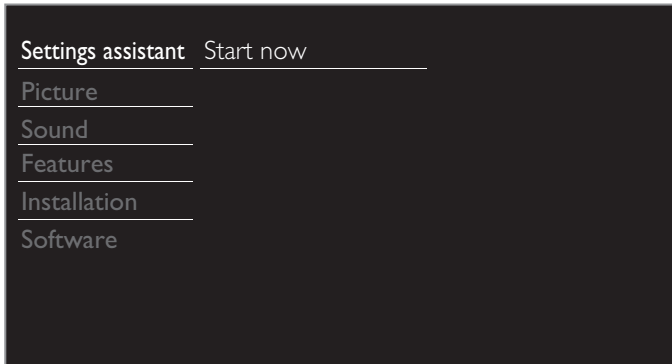 Settings assistant Start now
Picture
Sound
Features
Installation
Software